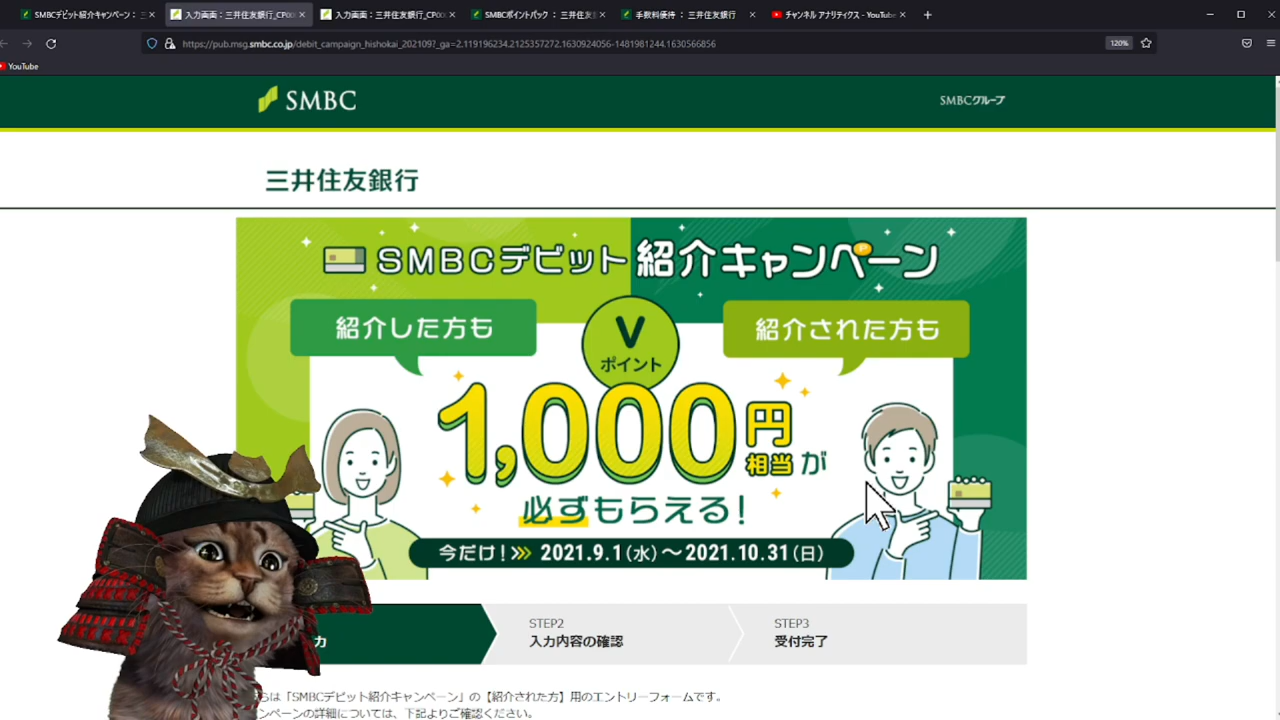 SMBCデビット紹介キャンペーン :
入力画面：三井住友銀行_CP00
入力画面：三井住友銀行_CP00
SMBCポイントパック ： 三井住友
手数料優待 ： 三井住友銀行
チャンネル アナリティクス - YouTube
https://pub.msg.smbc.co.jp/debit_campaign_hishokai_202109?_ga=2.119196234.2125357272.1630924056-1481981244.1630566856
120%
YouTube
SMBC
SMBCグループ
三井住友銀行
SMBCデビット紹介キャンペーン
紹介した方も
V
ポイント
紹介された方も
1,000円
相当が
必ずもらえる!
今だけ! 2021.9.1(水)〜2021.10.31(日)
力
STEP2
入力内容の確認
STEP3
受付完了
らは「SMBCデビット紹介キャンペーン」の【紹介された方】用のエントリーフォームです。
ンペーンの詳細については、下記よりご確認ください。